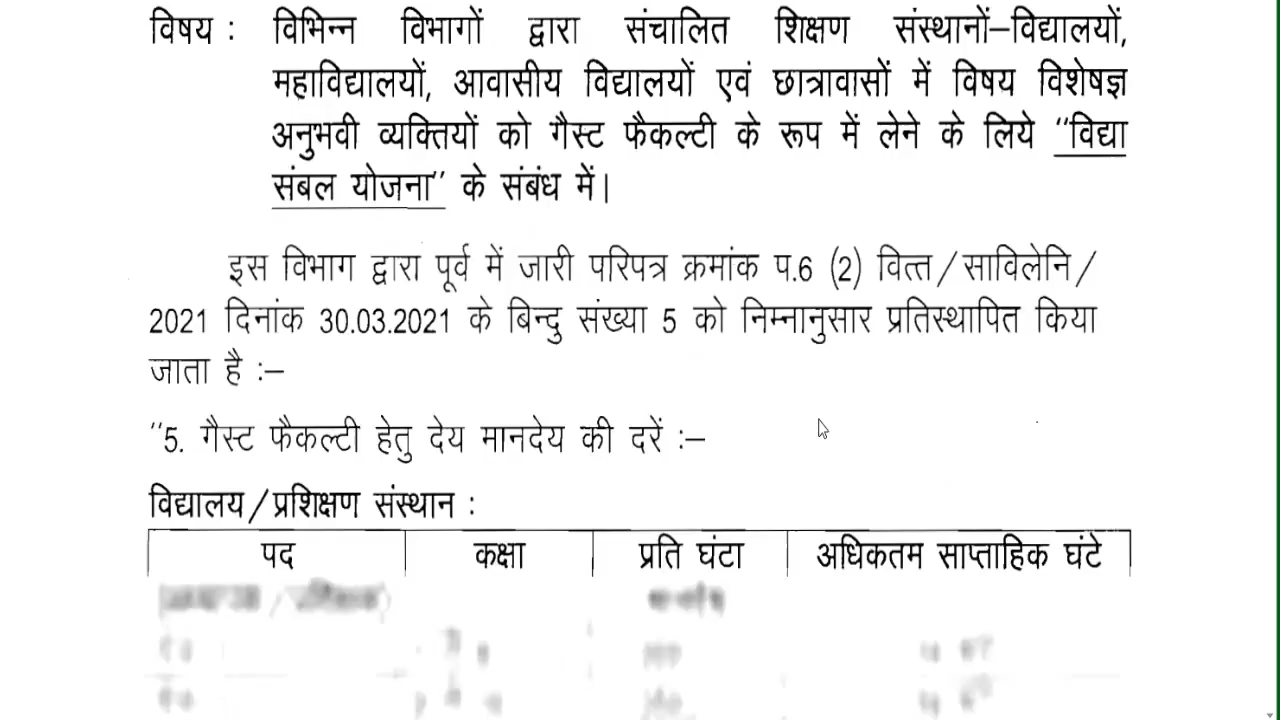 विषय : विभिन्न विभागों द्वारा संचालित शिक्षण संस्थानों–विद्यालयों,
महाविद्यालयों, आवासीय विद्यालयों एवं छात्रावासों में विषय विशेषज्ञ
अनुभवी व्यक्तियों को गैस्ट फैकल्टी के रूप में लेने के लिये "विद्या
संबल योजना" के संबंध में।
इस विभाग द्वारा पूर्व में जारी परिपत्र क्रमांक प.6 (2) वित्त/साविलेनि/
2021 दिनांक 30.03.2021 के बिन्दु संख्या 5 को निम्नानुसार प्रतिस्थापित किया
जाता है :–
"5. गैस्ट फैकल्टी हेतु देय मानदेय की दरें :–
विद्यालय/प्रशिक्षण संस्थान :
पद कक्षा प्रति घंटा अधिकतम साप्ताहिक घंटे